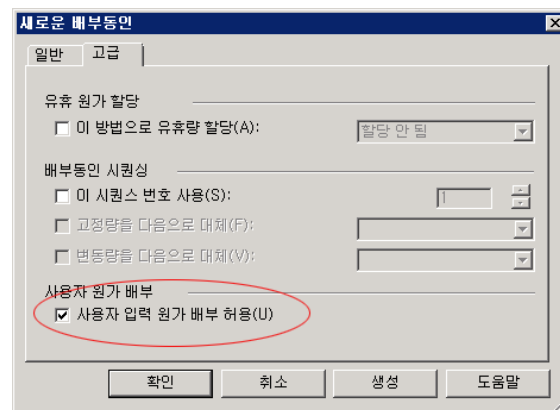 새로운 배부동인
일반 고급
유휴 원가 할당
이 방법으로 유휴량 할당(A): 할당 안 됨
배부동인 시퀀싱
이 시퀀스 번호 사용(S): 1
고정량을 다음으로 대체(F):
변동량을 다음으로 대체(V):
사용자 원가 배부
사용자 입력 원가 배부 허용(U)
확인 취소 생성 도움말